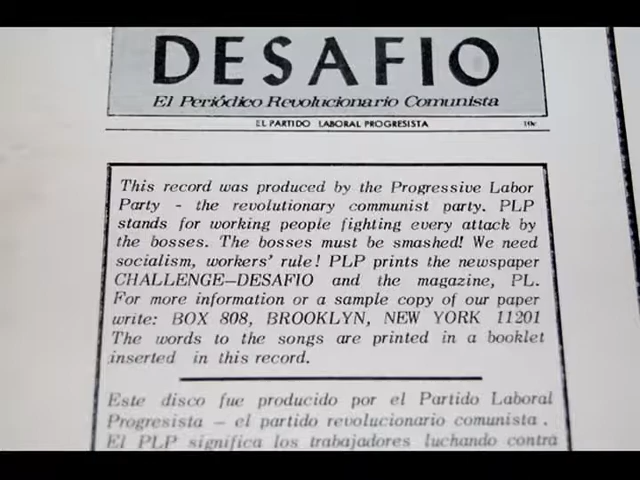 DESAFIO
El Periódico Revolucionario Comunista
EL PARTIDO LABORAL PROGRESISTA 10c
This record was produced by the Progressive Labor
Party - the revolutionary communist party. PLP
stands for working people fighting every attack by
the bosses. The bosses must be smashed! We need
socialism, workers' rule! PLP prints the newspaper
CHALLENGE—DESAFIO and the magazine, PL.
For more information or a sample copy of our paper
write: BOX 808, BROOKLYN, NEW YORK 11201
The words to the songs are printed in a booklet
inserted in this record.
Este disco fue producido por el Partido Laboral
Progresista — el partido revolucionario comunista .
El PLP significa los trabajadores luchando contra